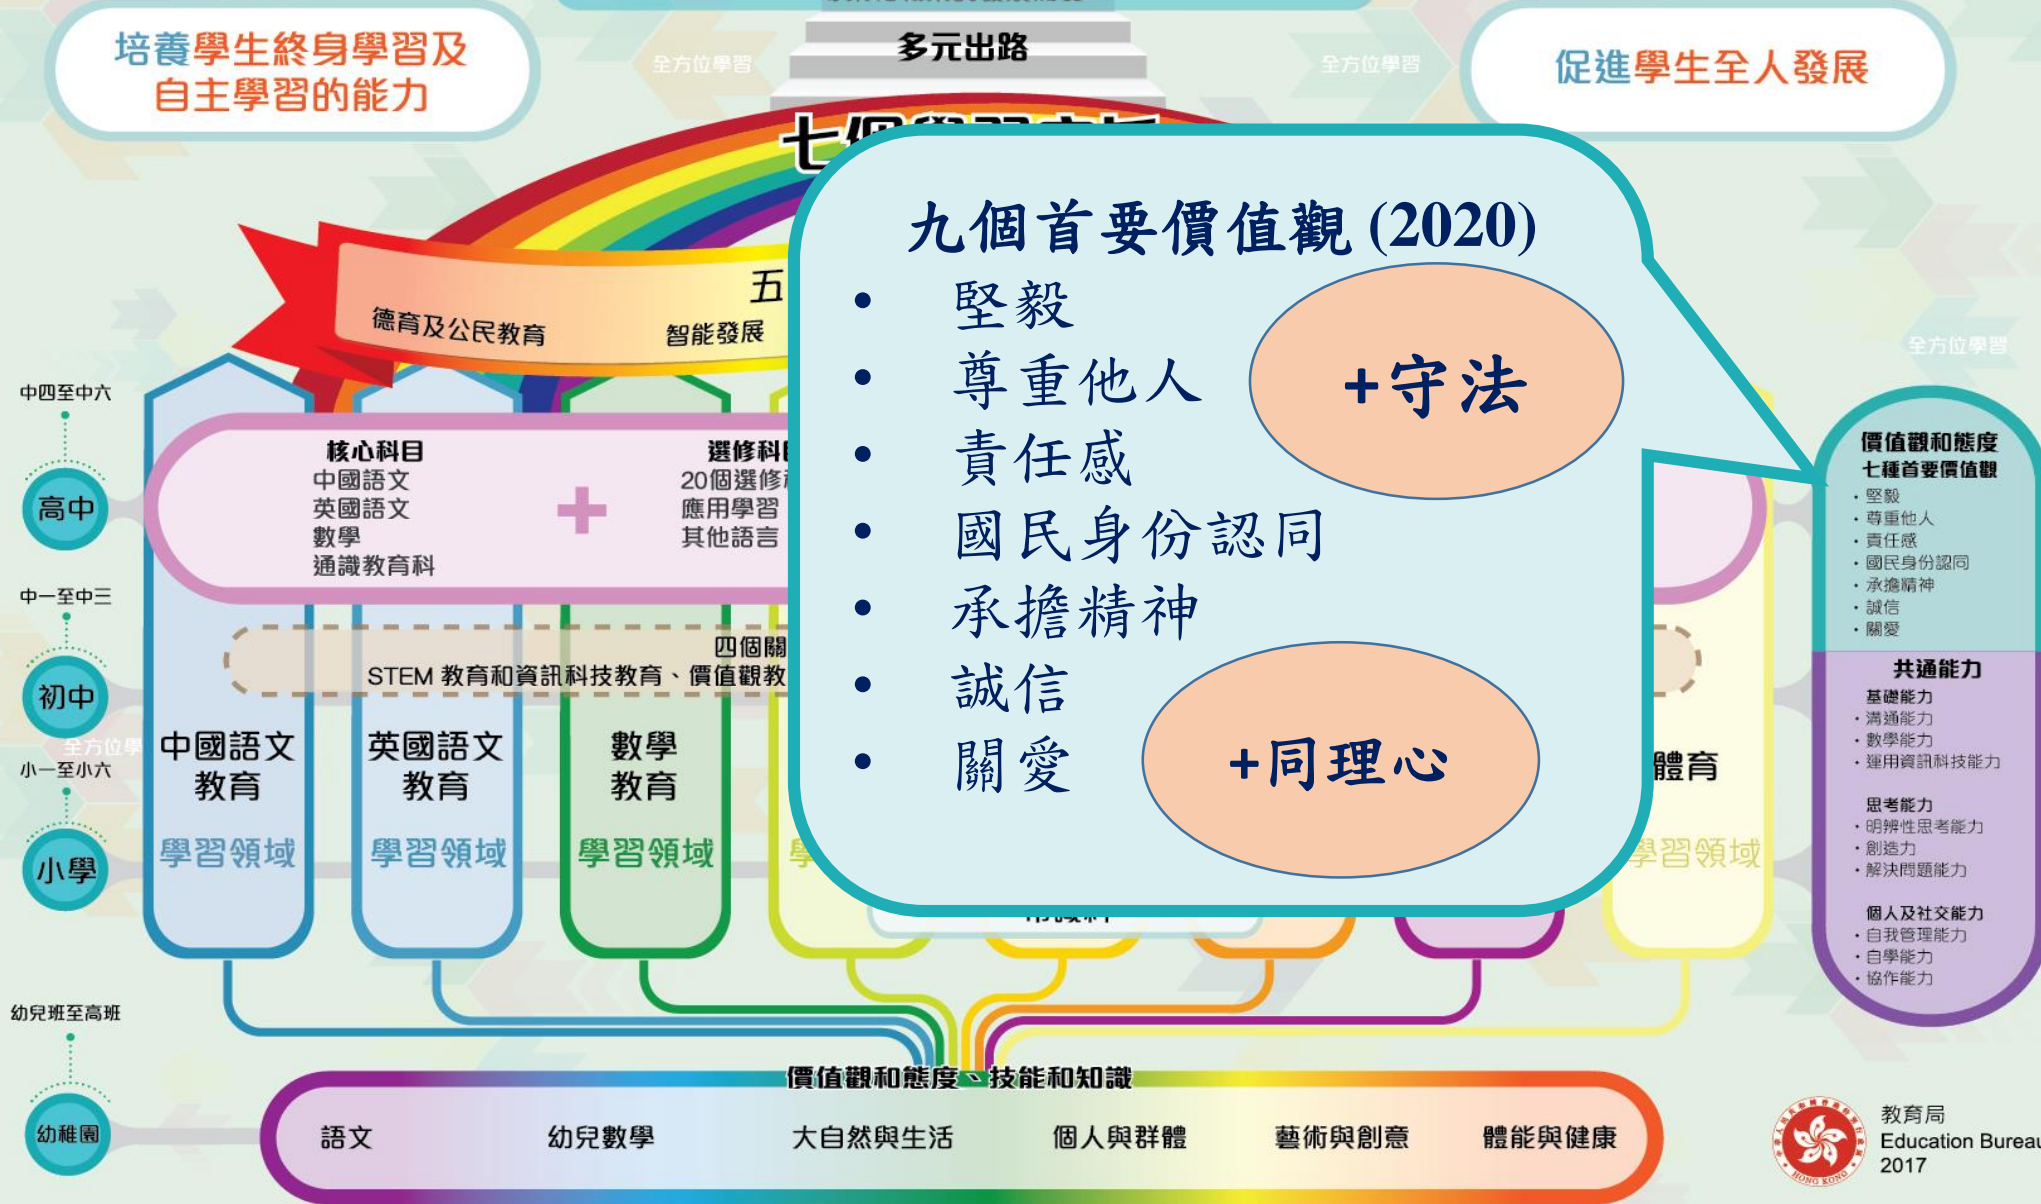 培養學生終身學習及
自主學習的能力
多元出路
促進學生全人發展
全方位學習
全方位學習
九個首要價值觀 (2020)
• 堅毅
• 尊重他人
• 責任感
• 國民身份認同
• 承擔精神
• 誠信
• 關愛
+守法
+同理心
五
德育及公民教育
智能發展
全方位學習
中四至中六
高中
核心科目
中國語文
英國語文
數學
通識教育科
+
選修科
20個選修
應用學習
其他語言
中一至中三
初中
四個關
STEM 教育和資訊科技教育、價值觀教
全方位學
小一至小六
小學
中國語文
教育
學習領域
英國語文
教育
學習領域
數學
教育
學習領域
體育
學習領域
價值觀和態度
七種首要價值觀
・堅毅
・尊重他人
・責任感
・國民身份認同
・承擔精神
・誠信
・關愛
共通能力
基礎能力
・溝通能力
・數學能力
・運用資訊科技能力
思考能力
・明辨性思考能力
・創造力
・解決問題能力
個人及社交能力
・自我管理能力
・自學能力
・協作能力
幼兒班至高班
幼稚園
價值觀和態度、技能和知識
語文
幼兒數學
大自然與生活
個人與群體
藝術與創意
體能與健康
教育局
Education Bureau
2017